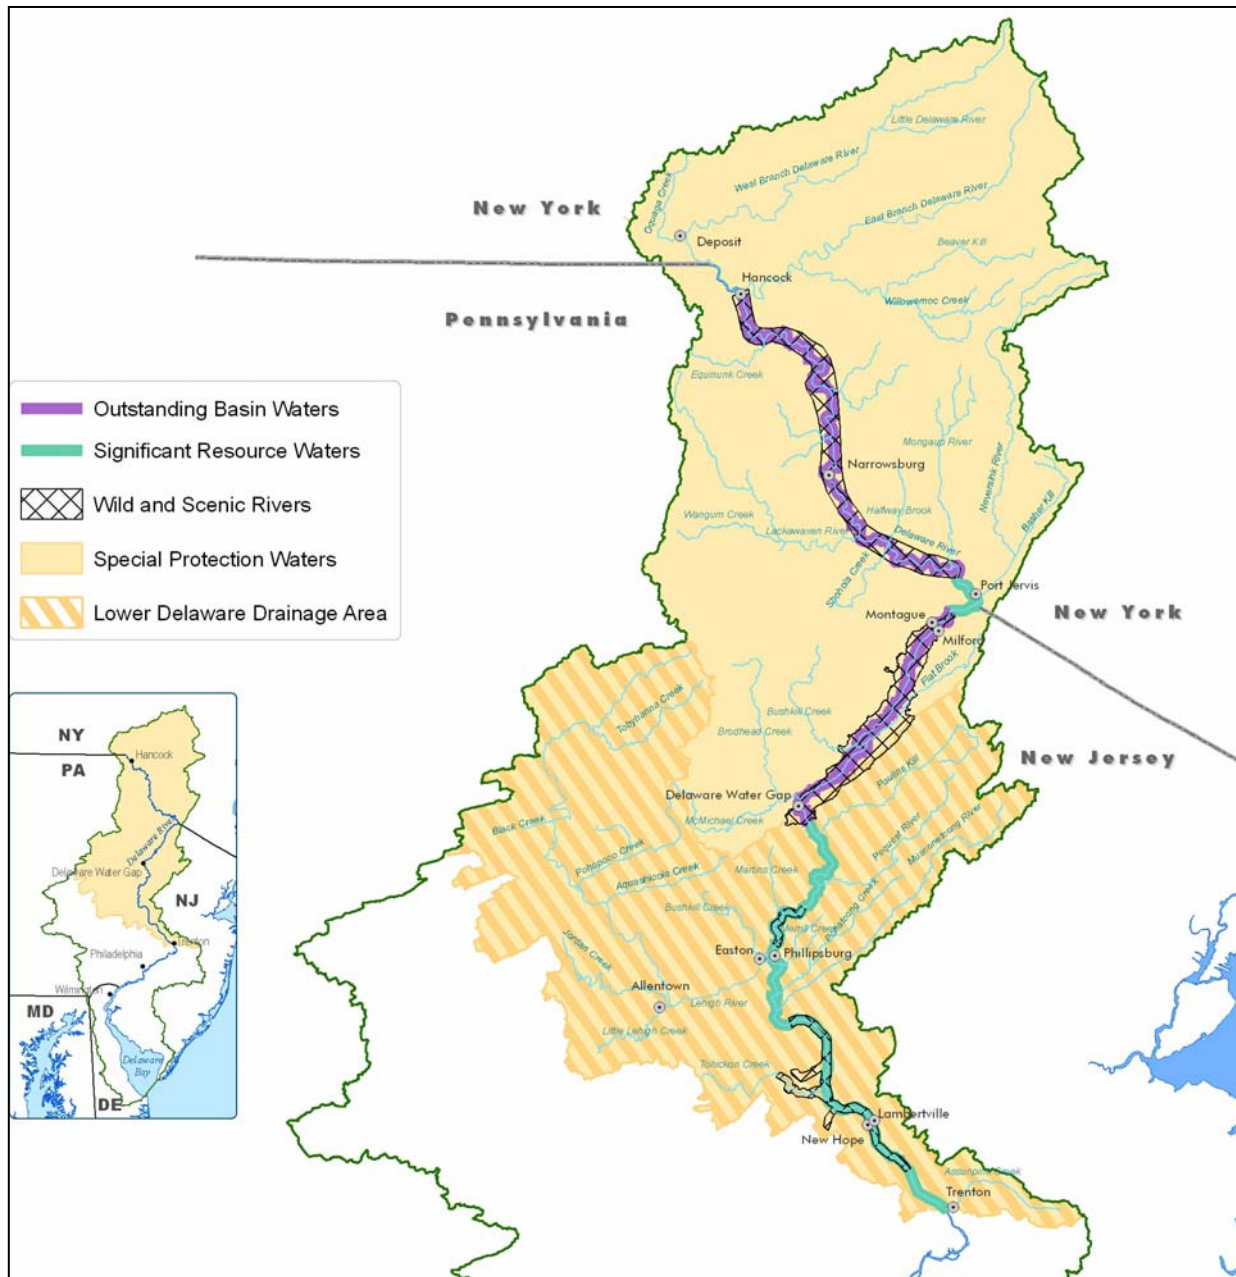 Little Delaware River
West Branch Delaware River
Oquaga Creek
East Branch Delaware River
New York
Deposit
Beaver Kill
Hancock
Willowemoc Creek
Pennsylvania
Equinunk Creek
Outstanding Basin Waters
Significant Resource Waters
Wild and Scenic Rivers
Special Protection Waters
Lower Delaware Drainage Area
Mongaup River
Narrowsburg
Neversink River
Basher Kill
Wangum Creek
Halfway Brook
Lackawaxen River
Delaware River
Shohola Creek
Port Jervis
New York
Montague
Milford
Flat Brook
Tobyhanna Creek
Bushkill Creek
Brodhead Creek
New Jersey
Paulins Kill
Delaware Water Gap
McMichael Creek
Black Creek
Pequest River
Musconetcong River
Pohopoco Creek
Aquashicola Creek
Martins Creek
Bushkill Creek
Merrill Creek
Pohatcong Creek
Jordan Creek
Easton
Phillipsburg
Allentown
Lehigh River
Little Lehigh Creek
Tohickon Creek
Lambertville
New Hope
Assunpink Creek
Trenton
NY
Hancock
PA
Delaware River
Delaware Water Gap
NJ
Trenton
Philadelphia
Wilmington
MD
Delaware
Bay
DE